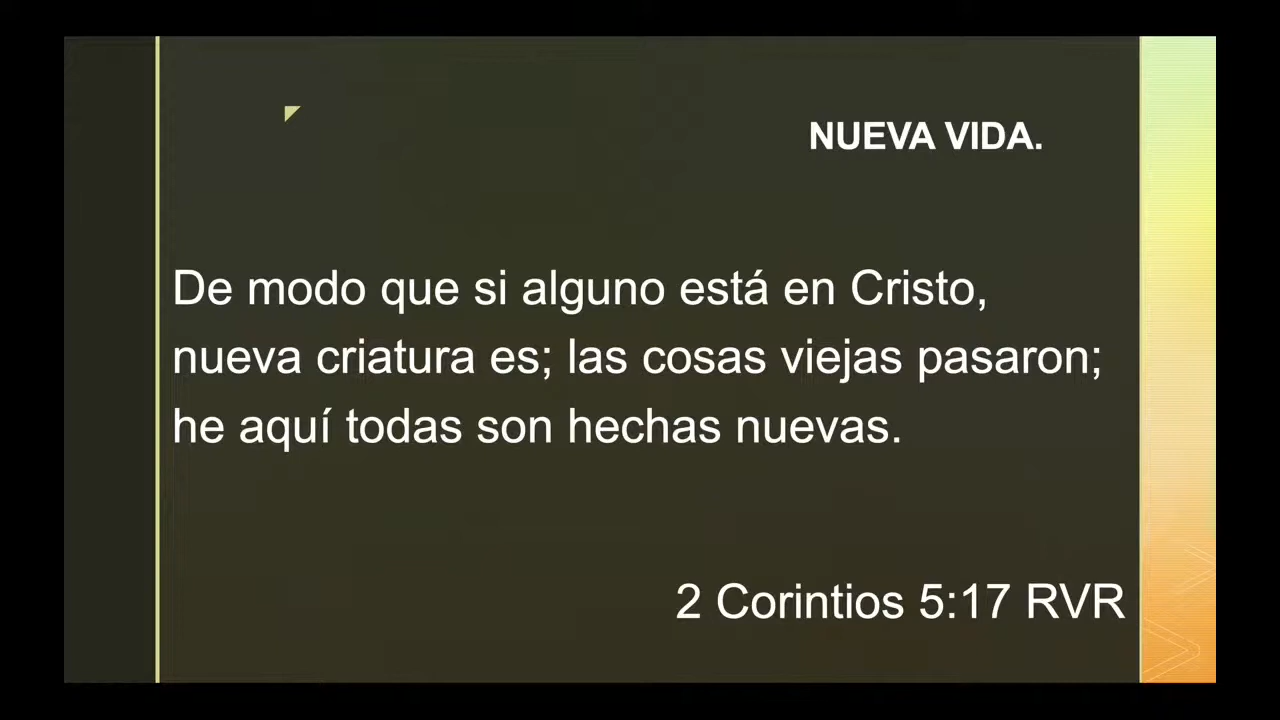 NUEVA VIDA.
De modo que si alguno está en Cristo,
nueva criatura es; las cosas viejas pasaron;
he aquí todas son hechas nuevas.
2 Corintios 5:17 RVR